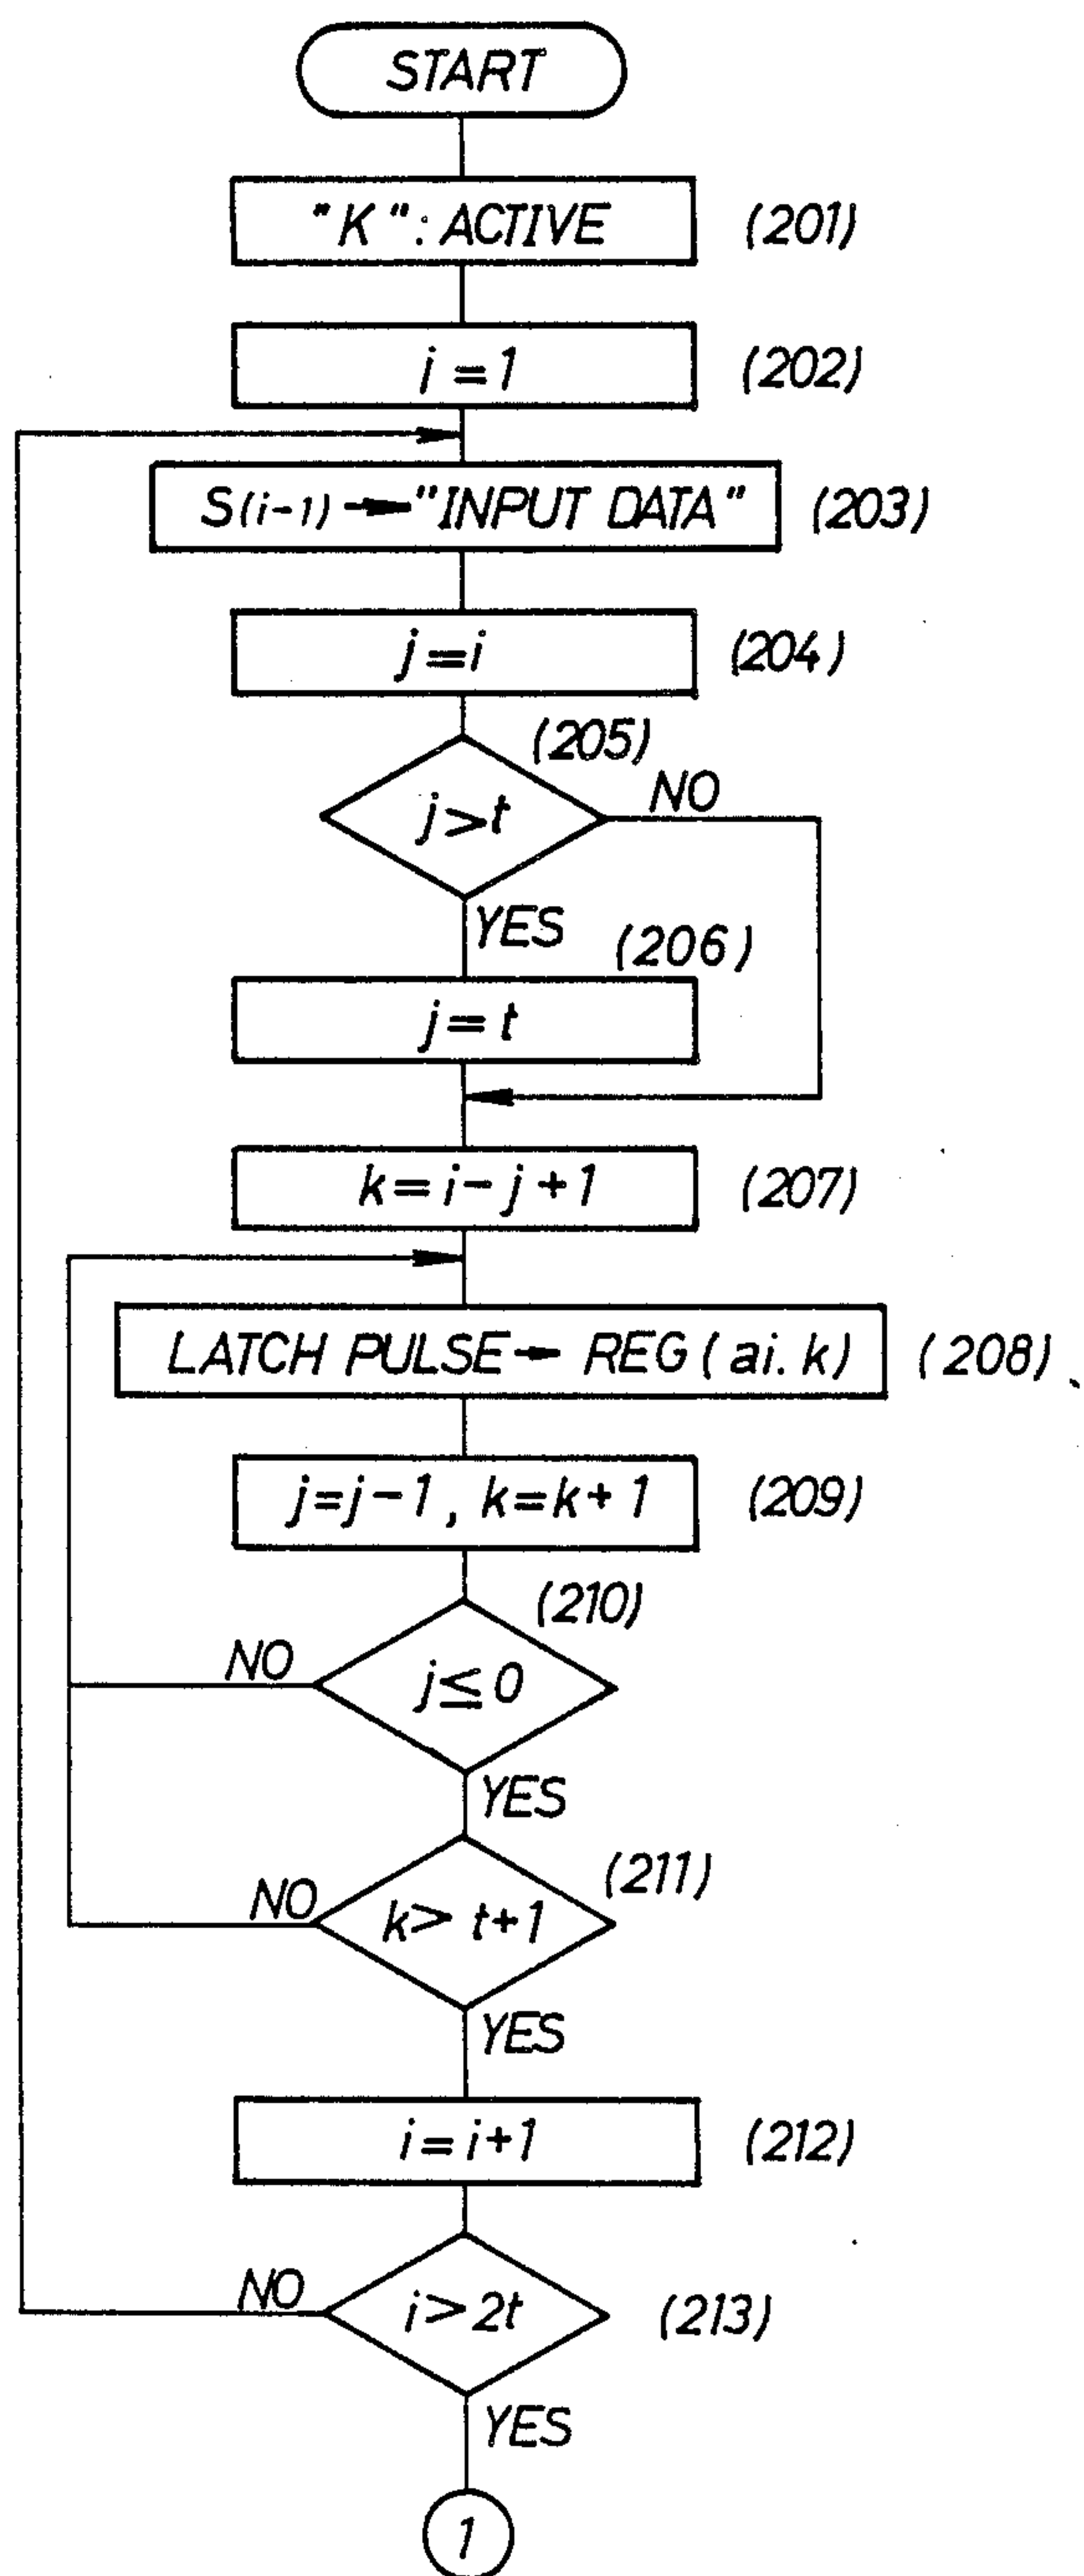 START
"K": ACTIVE (201)
i = 1 (202)
S(i-1) → "INPUT DATA" (203)
j = i (204)
(205)
j > t NO
YES (206)
j = t
k = i - j + 1 (207)
LATCH PULSE → REG (ai. k) (208)
j = j - 1, k = k + 1 (209)
(210)
NO j ≤ 0
YES
(211)
NO k > t + 1
YES
i = i + 1 (212)
NO i > 2t (213)
YES
1